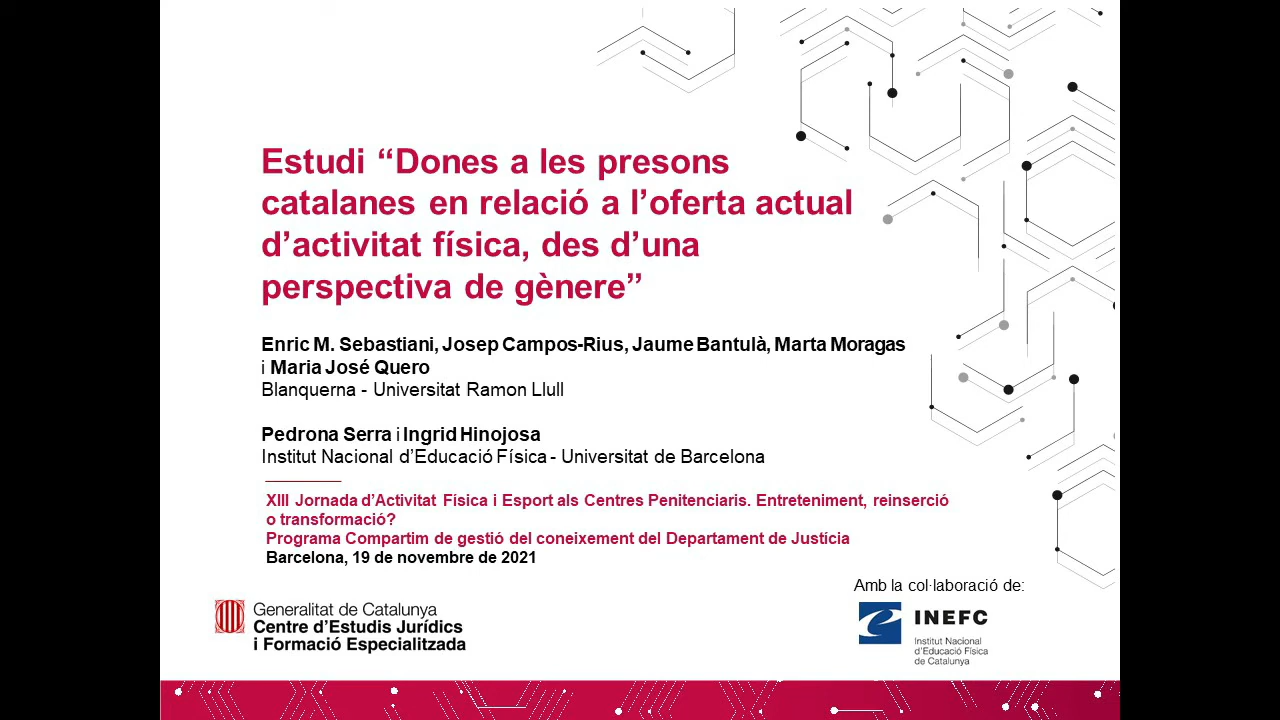 Estudi “Dones a les presons
catalanes en relació a l’oferta actual
d’activitat física, des d’una
perspectiva de gènere”
Enric M. Sebastiani, Josep Campos-Rius, Jaume Bantulà, Marta Moragas
i Maria José Quero
Blanquerna - Universitat Ramon Llull
Pedrona Serra i Ingrid Hinojosa
Institut Nacional d’Educació Física - Universitat de Barcelona
XIII Jornada d’Activitat Física i Esport als Centres Penitenciaris. Entreteniment, reinserció
o transformació?
Programa Compartim de gestió del coneixement del Departament de Justícia
Barcelona, 19 de novembre de 2021
Amb la col·laboració de:
Generalitat de Catalunya
Centre d’Estudis Jurídics
i Formació Especialitzada
INEFC
Institut Nacional
d’Educació Física
de Catalunya